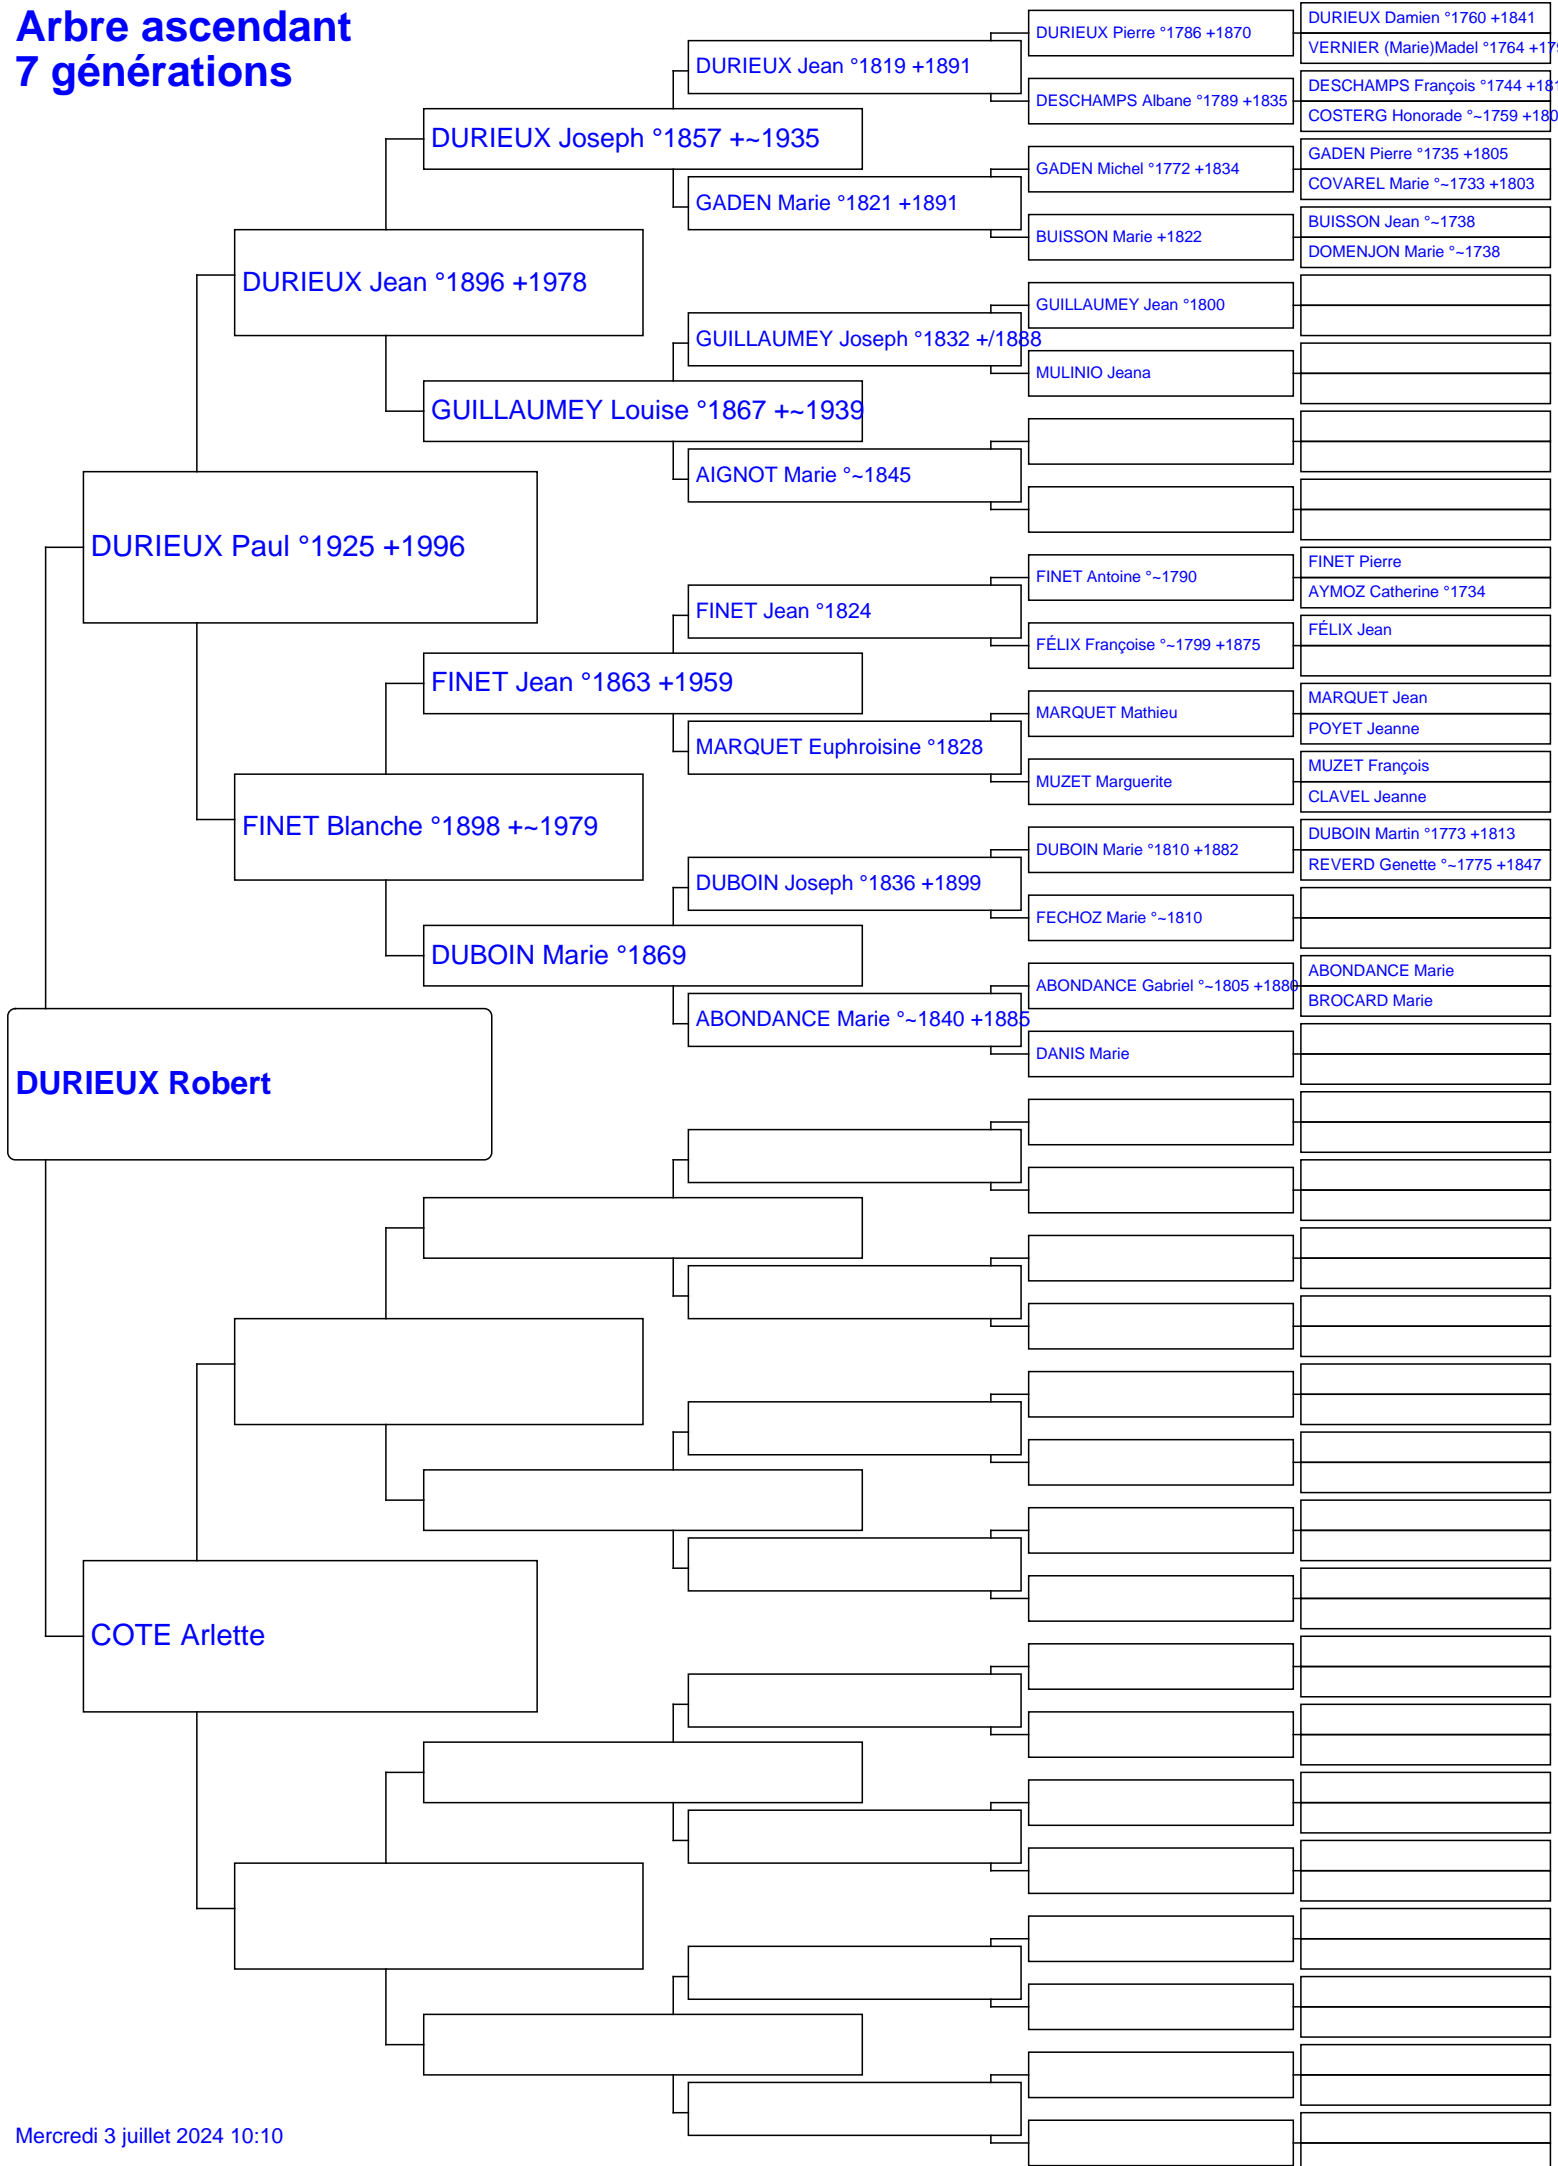 Arbre ascendant
7 générations
DURIEUX Robert
DURIEUX Paul °1925 +1996
COTE Arlette
DURIEUX Jean °1896 +1978
FINET Blanche °1898 +~1979
DURIEUX Joseph °1857 +~1935
GUILLAUMEY Louise °1867 +~1939
FINET Jean °1863 +1959
DUBOIN Marie °1869
DURIEUX Jean °1819 +1891
GADEN Marie °1821 +1891
GUILLAUMEY Joseph °1832 +/1888
AIGNOT Marie °~1845
FINET Jean °1824
MARQUET Euphroisine °1828
DUBOIN Joseph °1836 +1899
ABONDANCE Marie °~1840 +1885
DURIEUX Pierre °1786 +1870
DESCHAMPS Albane °1789 +1835
GADEN Michel °1772 +1834
BUISSON Marie +1822
GUILLAUMEY Jean °1800
MULINIO Jeana
FINET Antoine °~1790
FÉLIX Françoise °~1799 +1875
MARQUET Mathieu
MUZET Marguerite
DUBOIN Marie °1810 +1882
FECHOZ Marie °~1810
ABONDANCE Gabriel °~1805 +1880
DANIS Marie
DURIEUX Damien °1760 +1841
VERNIER (Marie)Madel °1764
DESCHAMPS François °1744
COSTERG Honorade °~1759
GADEN Pierre °1735 +1805
COVAREL Marie °~1733 +1803
BUISSON Jean °~1738
DOMENJON Marie °~1738
FINET Pierre
AYMOZ Catherine °1734
FÉLIX Jean
MARQUET Jean
POYET Jeanne
MUZET François
CLAVEL Jeanne
DUBOIN Martin °1773 +1813
REVERD Genette °~1775 +1847
ABONDANCE Marie
BROCARD Marie
Mercredi 3 juillet 2024 10:10